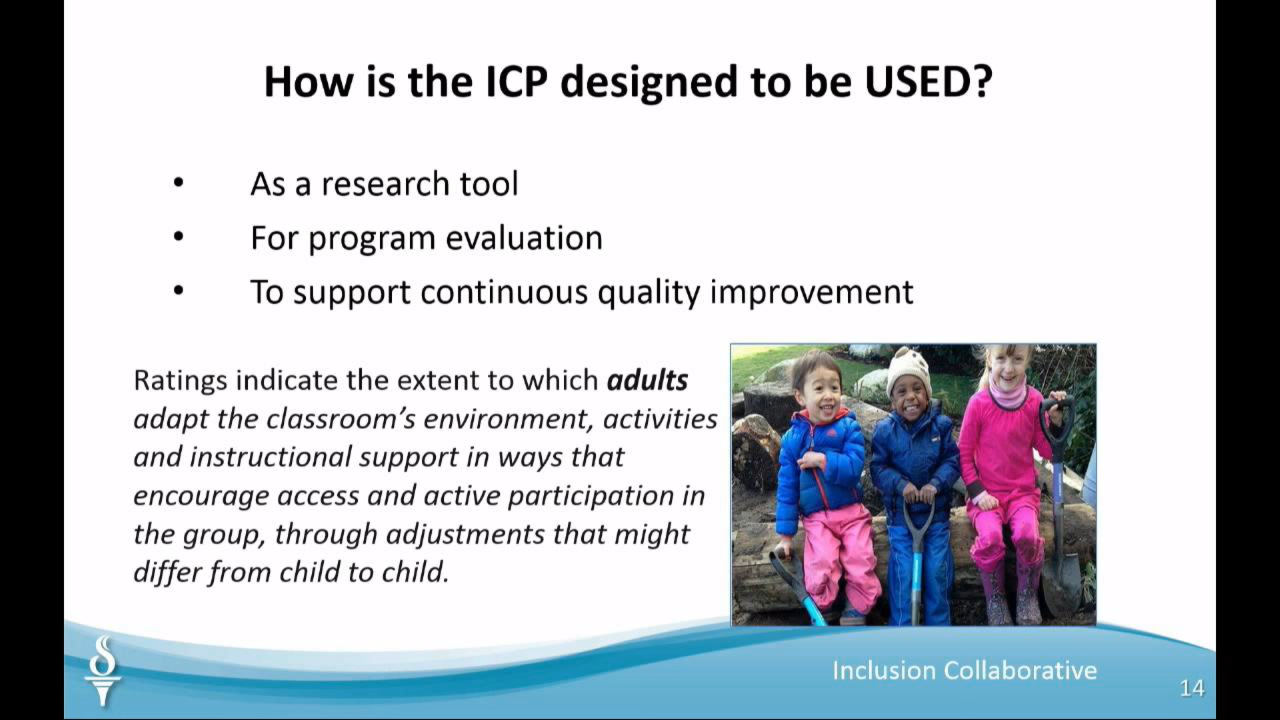 How is the ICP designed to be USED?
• As a research tool
• For program evaluation
• To support continuous quality improvement
Ratings indicate the extent to which adults
adapt the classroom’s environment, activities
and instructional support in ways that
encourage access and active participation in
the group, through adjustments that might
differ from child to child.
Inclusion Collaborative
14